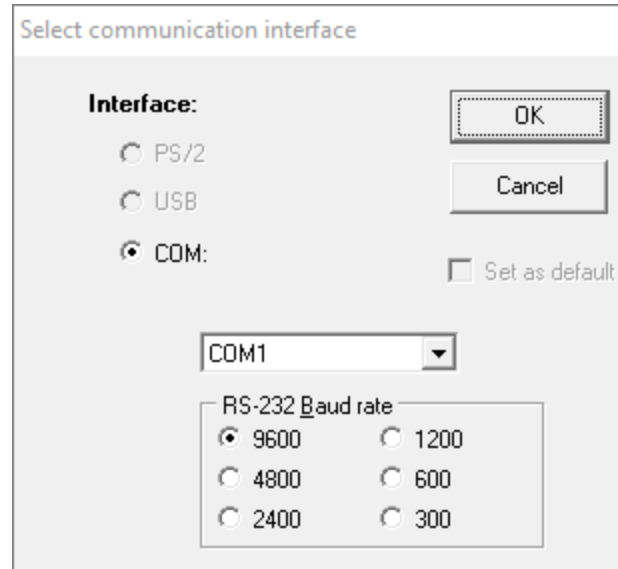 Select communication interface
Interface:
OK
PS/2
Cancel
USB
COM:
Set as default
COM1
RS-232 Baud rate
9600 1200
4800 600
2400 300